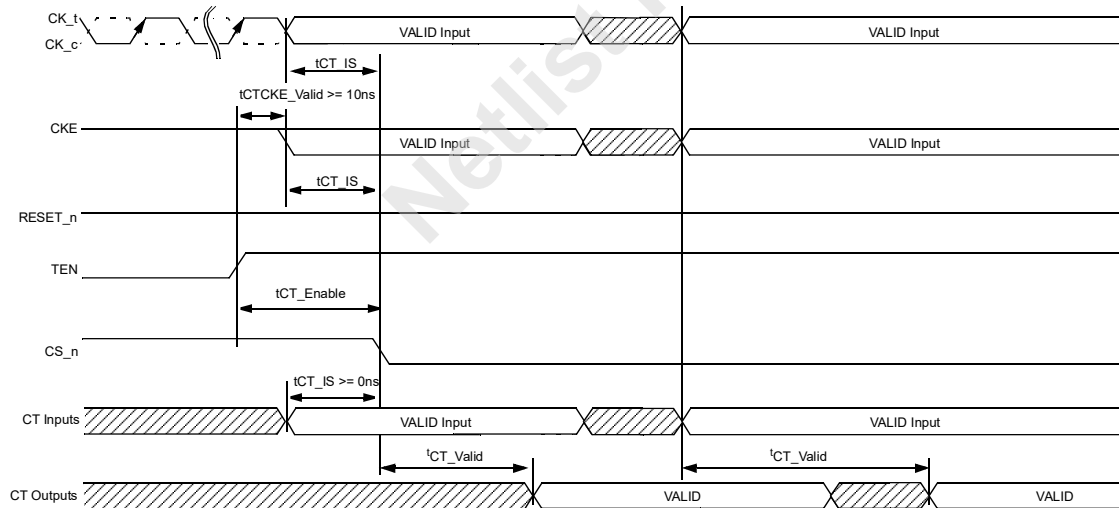 CK_t
CK_c
VALID Input
VALID Input
tCT_IS
tCTCKE_Valid >= 10ns
CKE
VALID Input
VALID Input
tCT_IS
RESET_n
TEN
tCT_Enable
CS_n
tCT_IS >= 0ns
CT Inputs
VALID Input
VALID Input
tCT_Valid
tCT_Valid
CT Outputs
VALID
VALID
Netlist